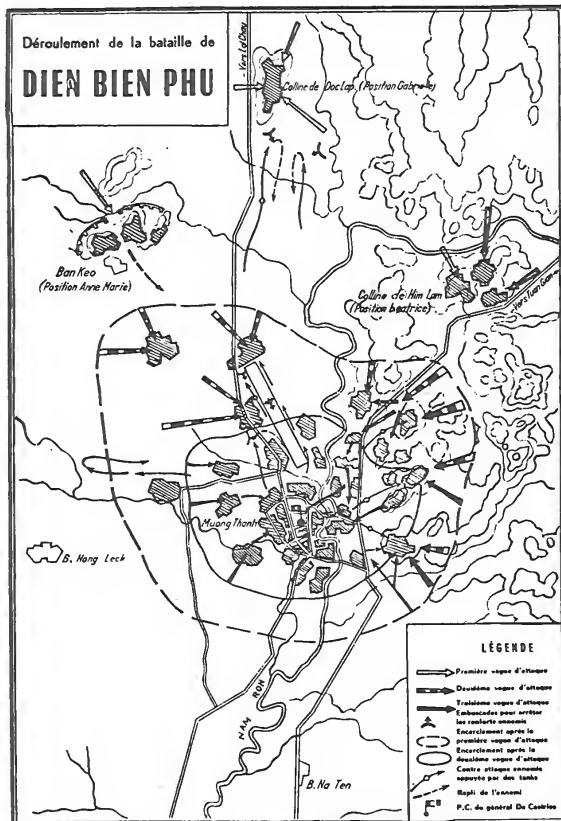 Déroulement de la bataille de
DIEN BIEN PHU
Vers Laï Chau
Colline de Doc Lap. (Position Gabrielle)
Ban Keo
(Position Anne Marie)
Colline de Him Lam
(Position beatrice)
Vers Tuan Giao
Muong Thanh
B. Hong Leck
NAM RON
B. Na Ten
LÉGENDE
Première vague d'attaque
Deuxième vague d'attaque
Troisième vague d'attaque
Embuscades pour arrêter
les renforts ennemis
Encerclement après la
première vague d'attaque
Encerclement après la
deuxième vague d'attaque
Contre attaque ennemie
appuyée par des tanks
Repli de l'ennemi
P.C. du général De Castries